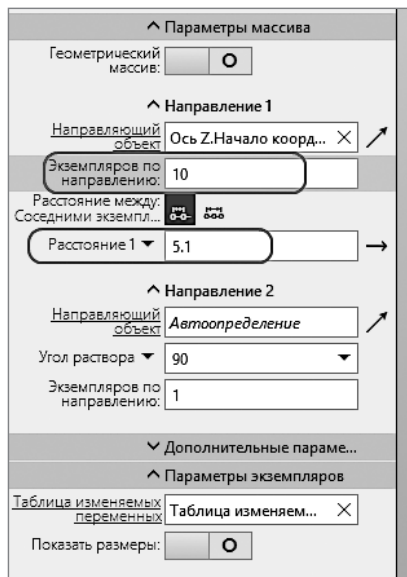 Параметры массива
Геометрический
массив:
Направление 1
Направляющий
объект
Ось Z.Начало коорд...
Экземпляров по
направлению:
10
Расстояние между:
Соседними экземпл...
Расстояние 1
5.1
Направление 2
Направляющий
объект
Автоопределение
Угол раствора
90
Экземпляров по
направлению:
1
Дополнительные параме...
Параметры экземпляров
Таблица изменяемых
переменных
Таблица изменяем...
Показать размеры: